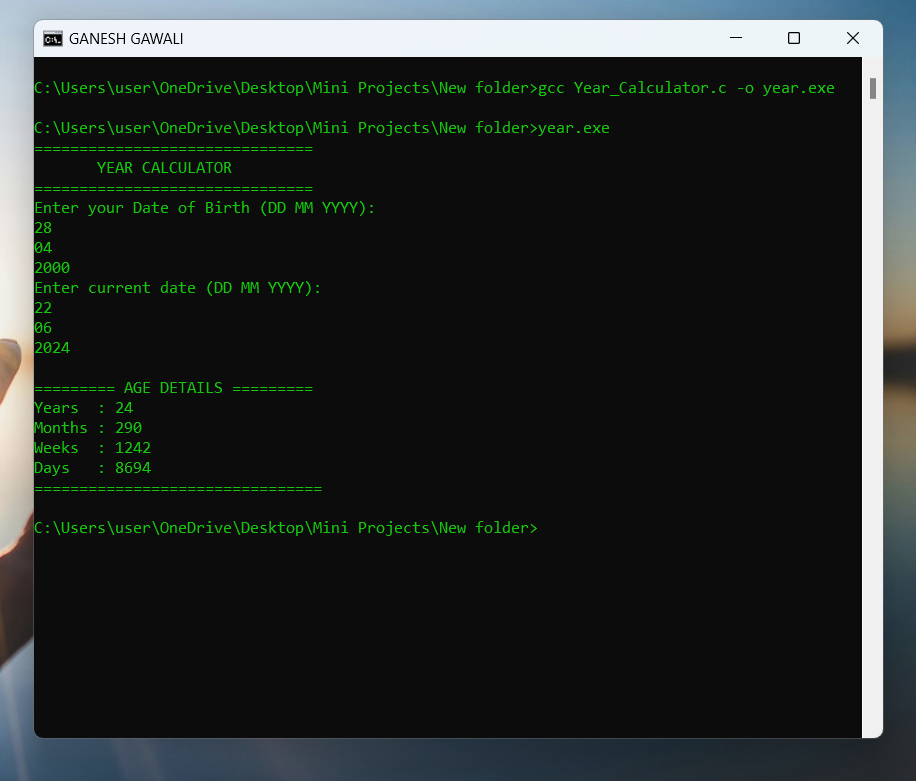 GANESH GAWALI
C:\Users\user\OneDrive\Desktop\Mini Projects\New folder>gcc Year_Calculator.c -o year.exe
C:\Users\user\OneDrive\Desktop\Mini Projects\New folder>year.exe
===============================
YEAR CALCULATOR
===============================
Enter your Date of Birth (DD MM YYYY):
28
04
2000
Enter current date (DD MM YYYY):
22
06
2024
========= AGE DETAILS =========
Years  : 24
Months : 290
Weeks  : 1242
Days   : 8694
================================
C:\Users\user\OneDrive\Desktop\Mini Projects\New folder>